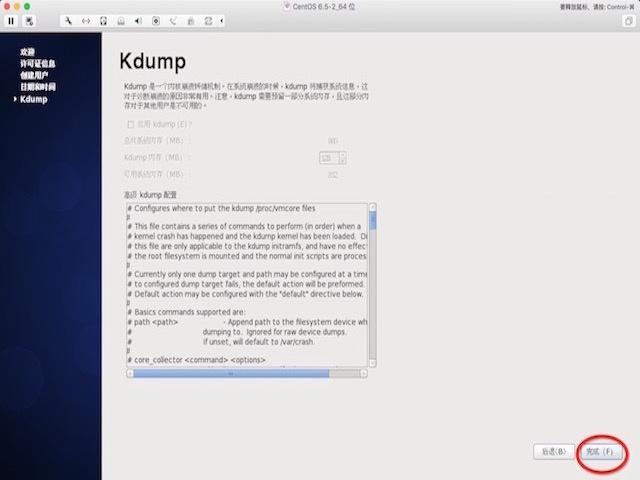 CentOS 6.5-2_64 位
要释放鼠标，请按: Control-⌘
欢迎
许可证信息
创建用户
日期和时间
Kdump
Kdump
Kdump 是一个内核崩溃转储机制。在系统崩溃的时候，kdump 将捕获系统信息，这
对于诊断崩溃的原因非常有用。注意，kdump 需要预留一部分系统内存，且这部分内
存对于其他用户是不可用的。
启用 kdump (E)？
总共系统内存（MB）:
Kdump 内存（MB）:
128
可用系统内存（MB）:
高级 kdump 配置
# Configures where to put the kdump /proc/vmcore files
#
# This file contains a series of commands to perform (in order) when a
# kernel crash has happened and the kdump kernel has been loaded. Di
# this file are only applicable to the kdump initramfs, and have no effec
# the root filesystem is mounted and the normal init scripts are proces
#
# Currently only one dump target and path may be configured at a time
# to configured dump target fails, the default action will be preformed.
# Default action may be configured with the "default" directive below.
#
# Basics commands supported are:
# path <path> - Append path to the filesystem device wh
# dumping to. Ignored for raw device dumps.
# If unset, will default to /var/crash.
#
# core_collector <command> <options>
后退(B)
完成（F）